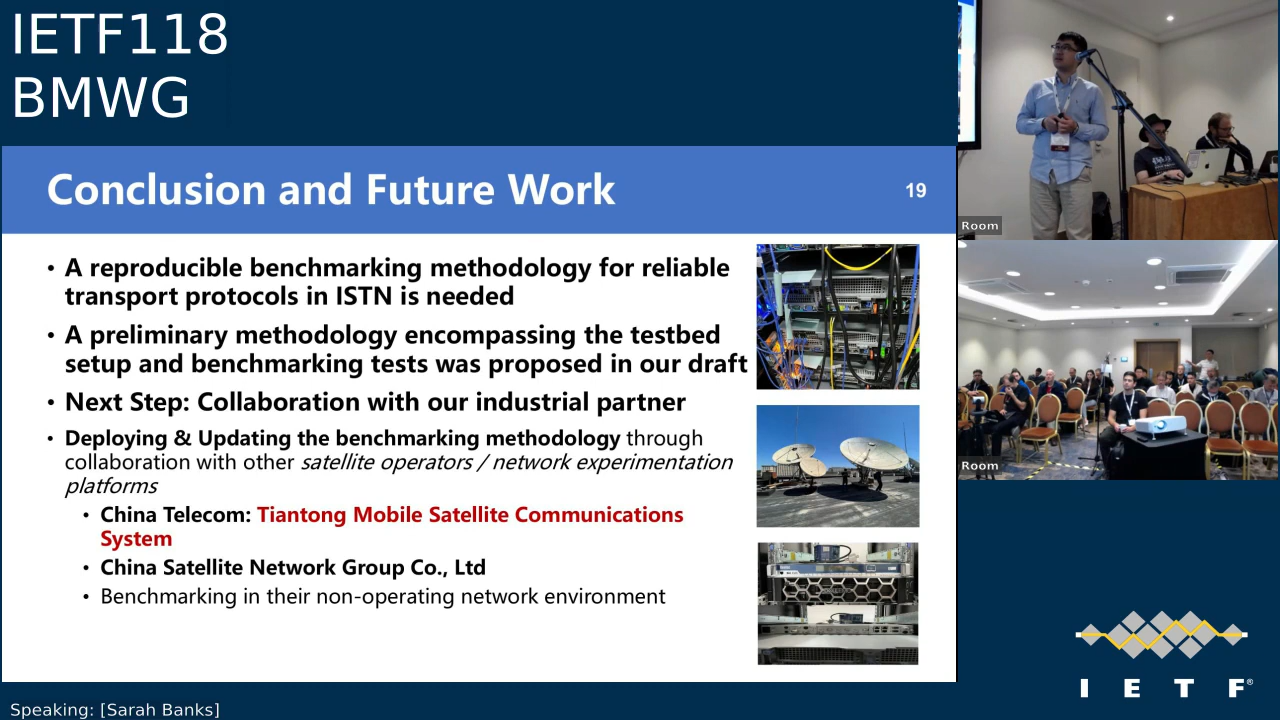 IETF118
BMWG
Conclusion and Future Work
19
• A reproducible benchmarking methodology for reliable
transport protocols in ISTN is needed
• A preliminary methodology encompassing the testbed
setup and benchmarking tests was proposed in our draft
• Next Step: Collaboration with our industrial partner
• Deploying & Updating the benchmarking methodology through
collaboration with other satellite operators / network experimentation
platforms
• China Telecom: Tiantong Mobile Satellite Communications
System
• China Satellite Network Group Co., Ltd
• Benchmarking in their non-operating network environment
Room
Room
I E T F®
Speaking: [Sarah Banks]